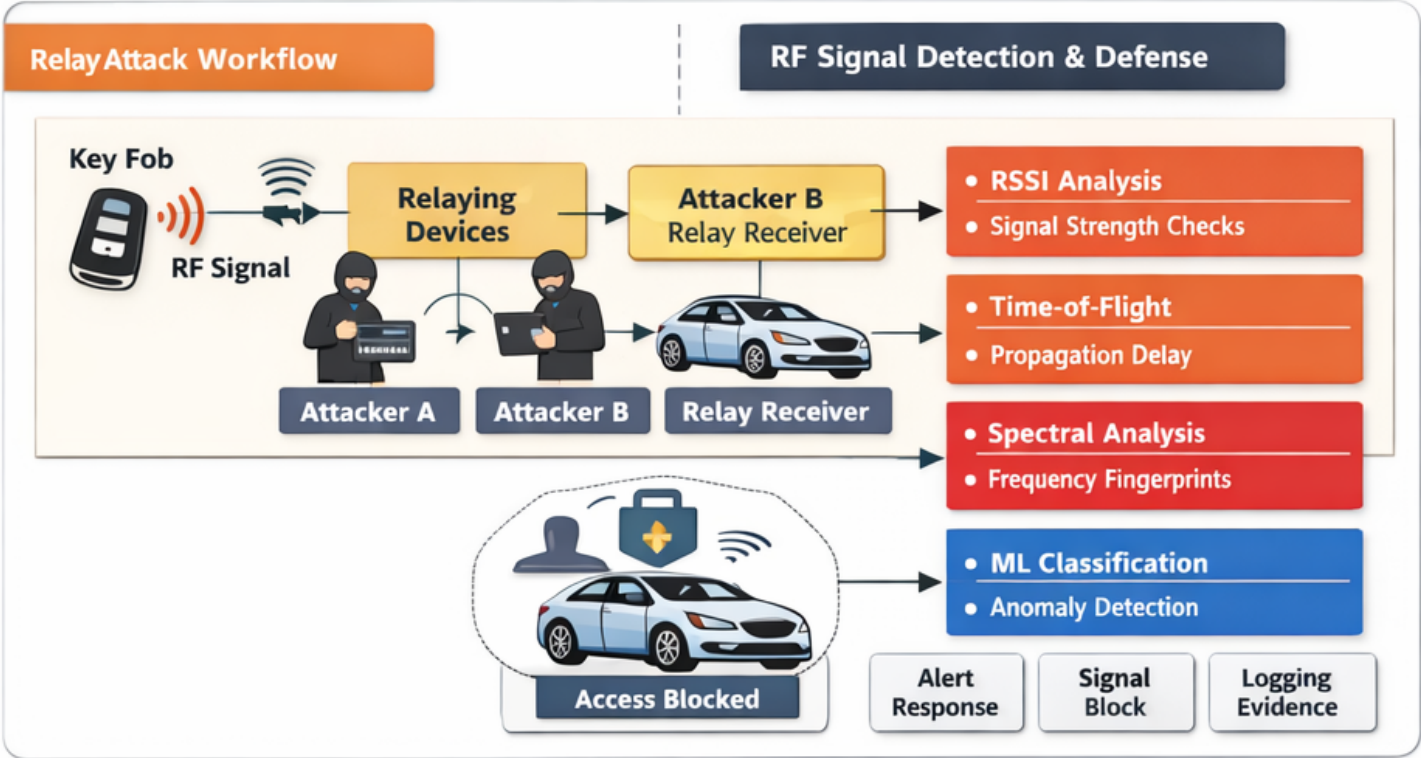 Relay Attack Workflow
RF Signal Detection & Defense
Key Fob
RF Signal
Relaying
Devices
Attacker B
Relay Receiver
Attacker A
Attacker B
Relay Receiver
• RSSI Analysis
• Signal Strength Checks
• Time-of-Flight
• Propagation Delay
• Spectral Analysis
• Frequency Fingerprints
• ML Classification
• Anomaly Detection
Access Blocked
Alert
Response
Signal
Block
Logging
Evidence